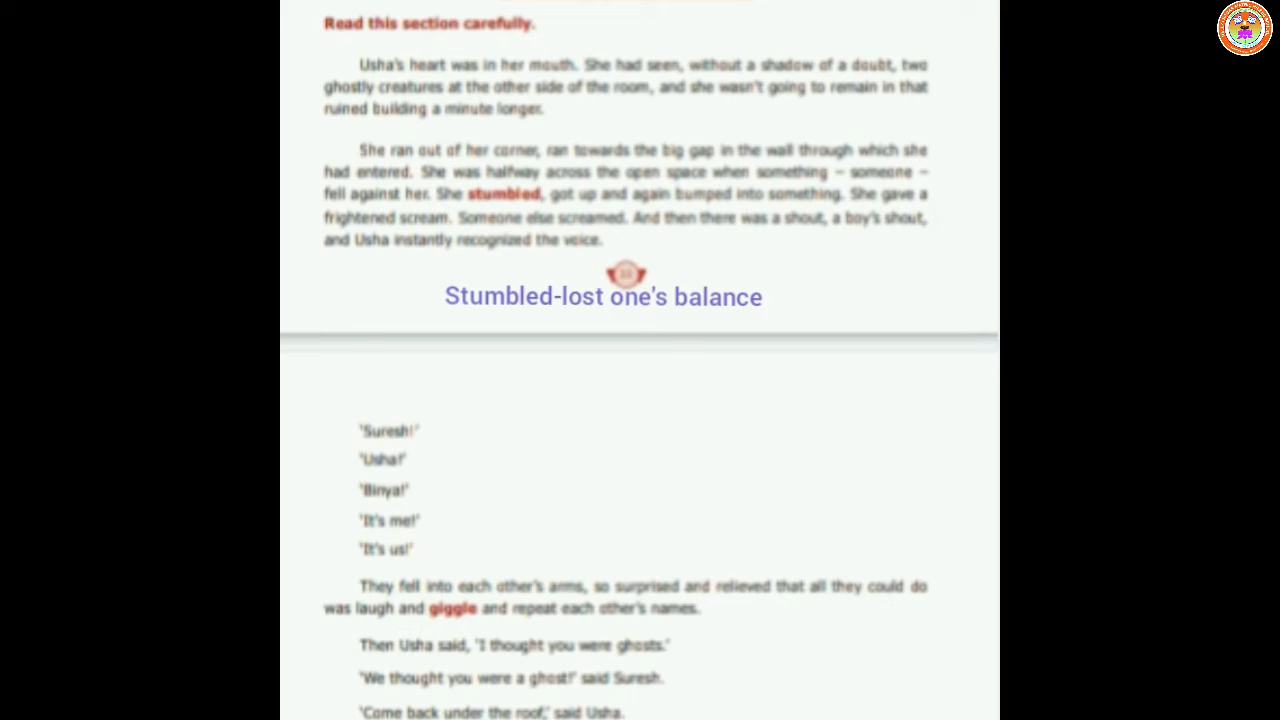 Read this section carefully.
Usha's heart was in her mouth. She had seen, without a shadow of a doubt, two
ghostly creatures at the other side of the room, and she wasn't going to remain in that
ruined building a minute longer.
She ran out of her corner, ran towards the big gap in the wall through which she
had entered. She was halfway across the open space when something – someone –
fell against her. She stumbled, got up and again bumped into something. She gave a
frightened scream. Someone else screamed. And then there was a shout, a boy's shout,
and Usha instantly recognized the voice.
Stumbled-lost one's balance
'Suresh!'
'Usha!'
'Binya!'
'It's me!'
'It's us!'
They fell into each other's arms, so surprised and relieved that all they could do
was laugh and giggle and repeat each other's names.
Then Usha said, 'I thought you were ghosts.'
'We thought you were a ghost!' said Suresh.
'Come back under the roof,' said Usha.